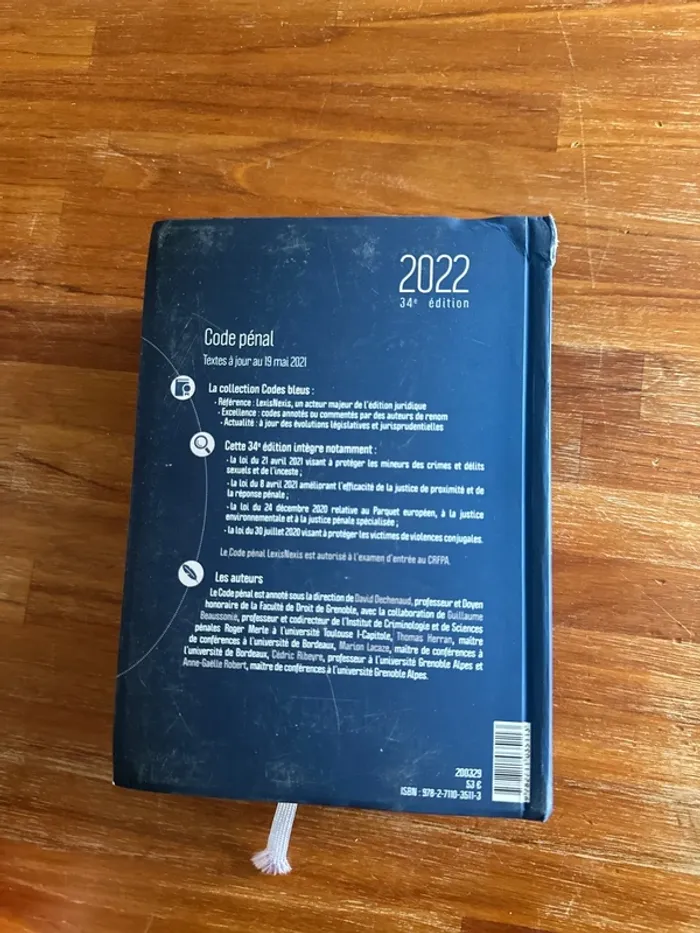 2022
34e édition
Code pénal
Textes à jour au 19 mai 2021
La collection Codes bleus :
• Référence : LexisNexis, un acteur majeur de l'édition juridique
• Excellence : codes annotés ou commentés par des auteurs de renom
• Actualité : à jour des évolutions législatives et jurisprudentielles
Cette 34e édition intègre notamment :
• la loi du 21 avril 2021 visant à protéger les mineurs des crimes et délits
sexuels et de l'inceste ;
• la loi du 8 avril 2021 améliorant l'efficacité de la justice de proximité et de
la réponse pénale ;
• la loi du 24 décembre 2020 relative au Parquet européen, à la justice
environnementale et à la justice pénale spécialisée ;
• la loi du 30 juillet 2020 visant à protéger les victimes de violences conjugales.
Le Code pénal LexisNexis est autorisé à l'examen d'entrée au CRFPA.
Les auteurs
Le Code pénal est annoté sous la direction de David Dechenaud, professeur et Doyen
honoraire de la Faculté de Droit de Grenoble, avec la collaboration de Guillaume
Beaussonie, professeur et codirecteur de l'Institut de Criminologie et de Sciences
pénales Roger Merle à l'université Toulouse 1-Capitole, Thomas Herran, maître
de conférences à l'université de Bordeaux, Marion Lacaze, maître de conférences à
l'université de Bordeaux, Cédric Ribeyre, professeur à l'université Grenoble Alpes et
Anne-Gaëlle Robert, maître de conférences à l'université Grenoble Alpes.
200329
53 €
ISBN : 978-2-7110-3511-3